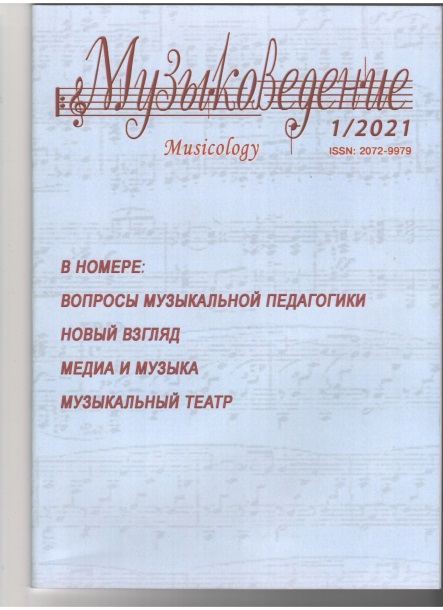 Музыковедение
1/2021
Musicology
ISSN: 2072-9979
В НОМЕРЕ:
ВОПРОСЫ МУЗЫКАЛЬНОЙ ПЕДАГОГИКИ
НОВЫЙ ВЗГЛЯД
МЕДИА И МУЗЫКА
МУЗЫКАЛЬНЫЙ ТЕАТР